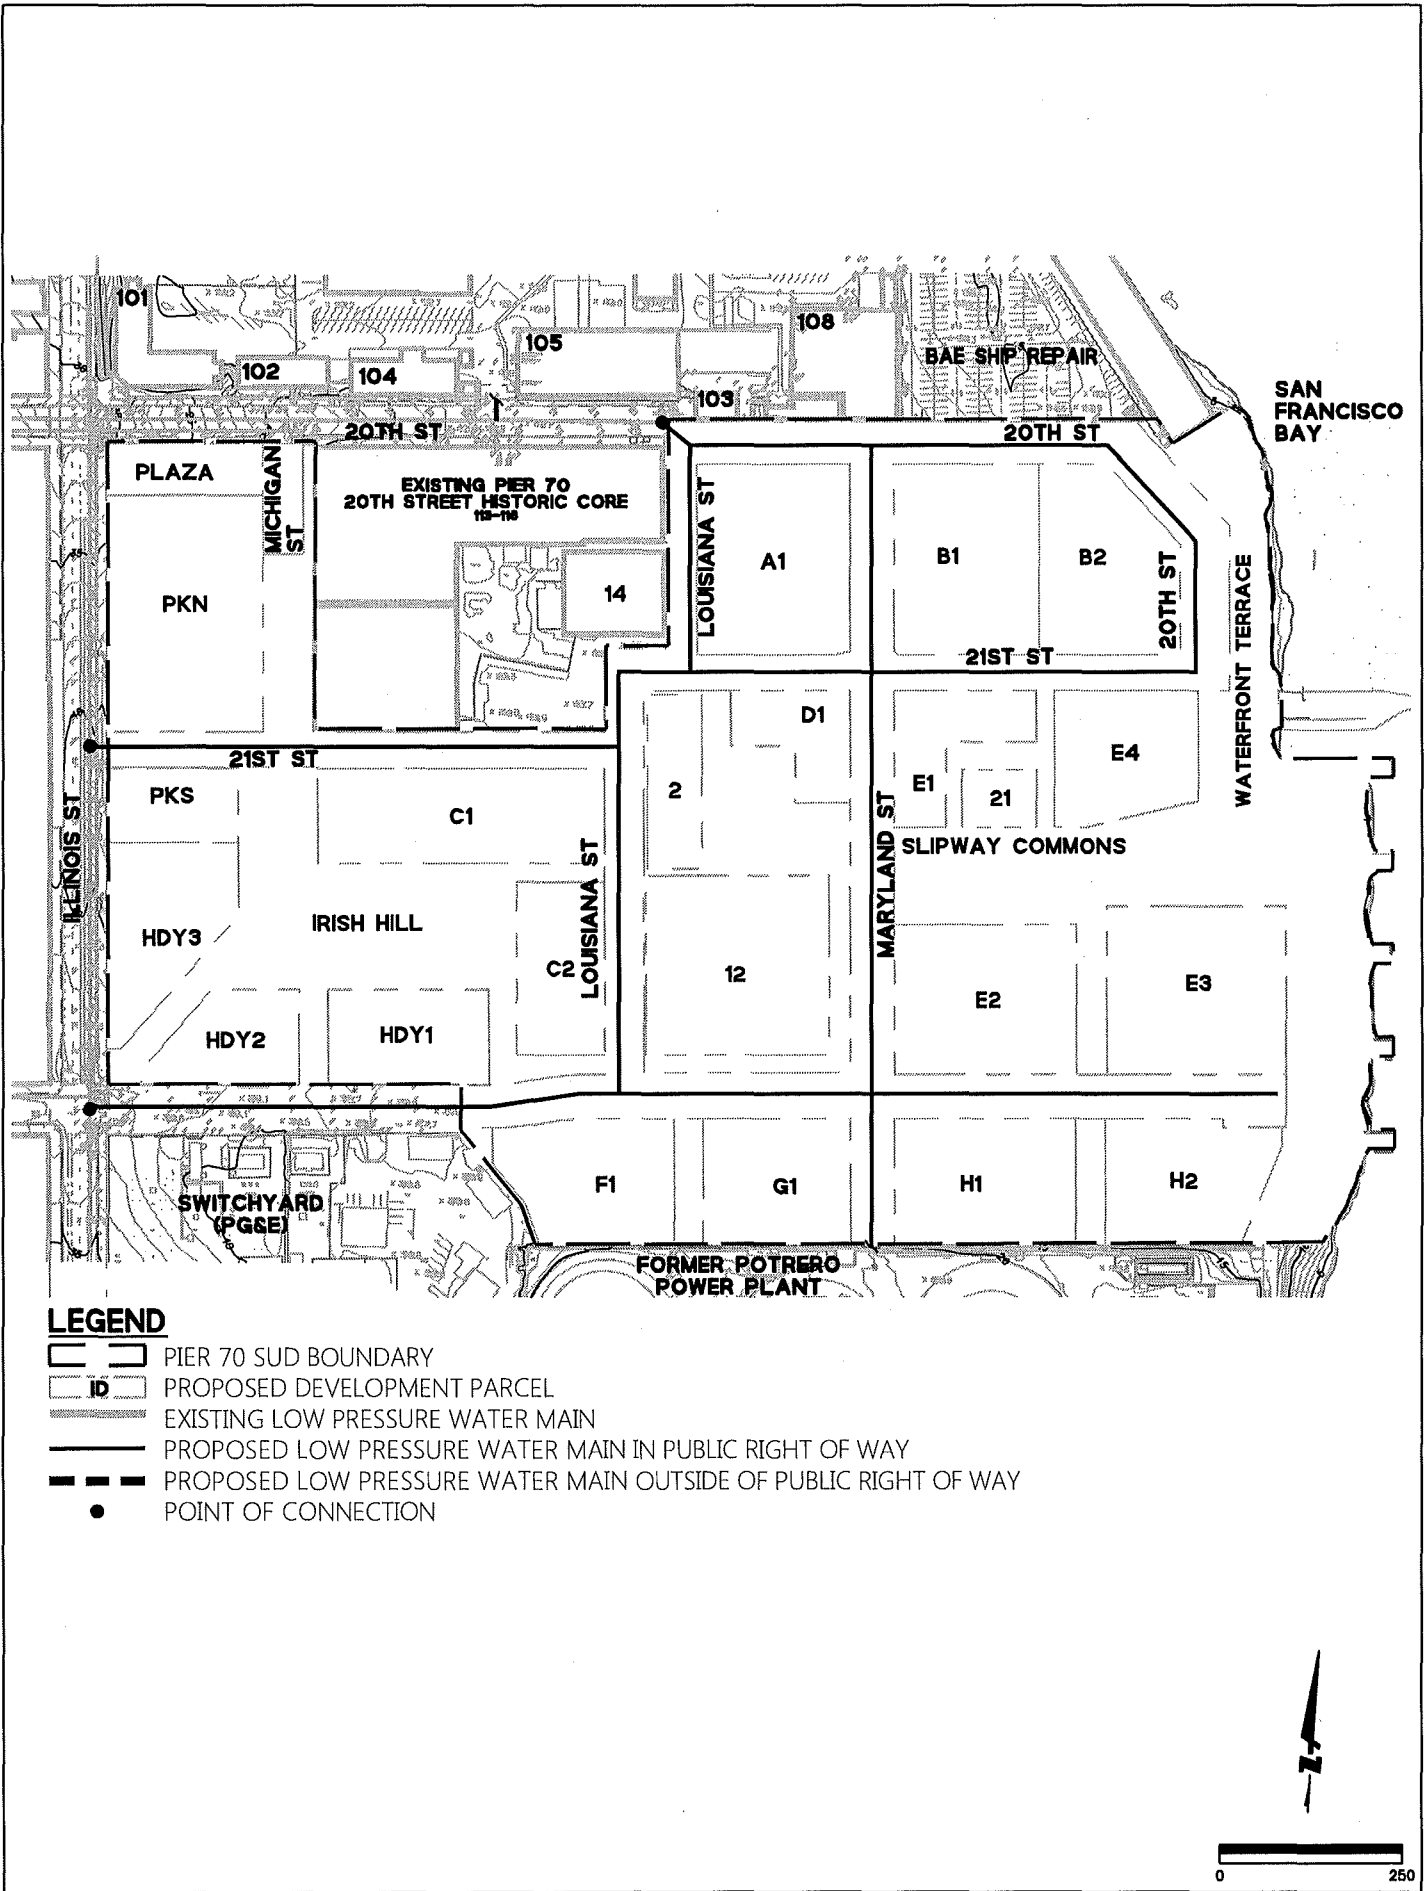 101
102
104
105
103
108
BAE SHIP REPAIR
SAN
FRANCISCO
BAY
20TH ST
20TH ST
PLAZA
MICHIGAN
ST
EXISTING PIER 70
20TH STREET HISTORIC CORE
113-116
LOUISIANA ST
A1
B1
B2
20TH ST
WATERFRONT TERRACE
PKN
14
21ST ST
D1
21ST ST
PKS
C1
2
E1
21
E4
ILLINOIS ST
LOUISIANA ST
MARYLAND ST
SLIPWAY COMMONS
HDY3
IRISH HILL
C2
12
E2
E3
HDY2
HDY1
F1
G1
H1
H2
SWITCHYARD
(PG&E)
FORMER POTRERO
POWER PLANT
LEGEND
PIER 70 SUD BOUNDARY
ID PROPOSED DEVELOPMENT PARCEL
EXISTING LOW PRESSURE WATER MAIN
PROPOSED LOW PRESSURE WATER MAIN IN PUBLIC RIGHT OF WAY
PROPOSED LOW PRESSURE WATER MAIN OUTSIDE OF PUBLIC RIGHT OF WAY
POINT OF CONNECTION
N
0 250